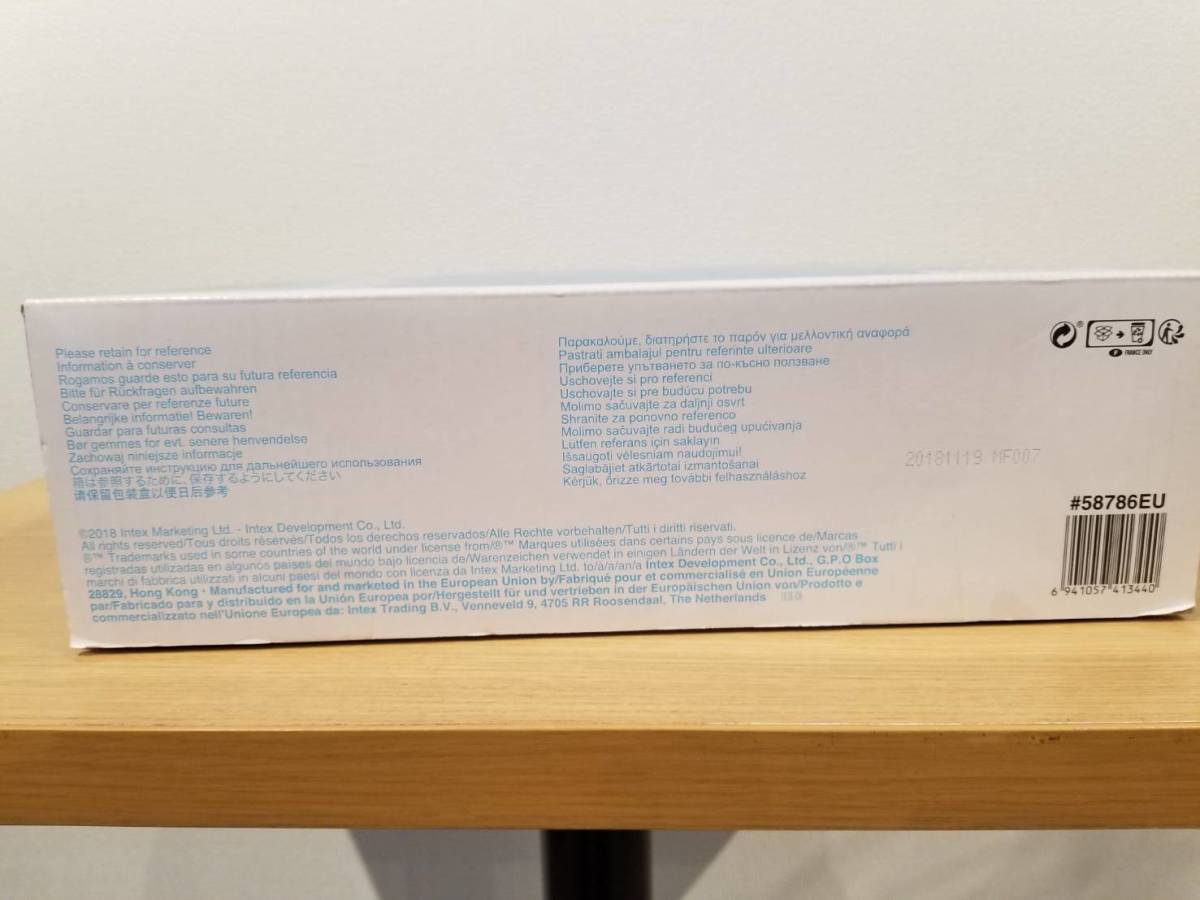 Please retain for reference
Information à conserver
Rogamos guarde esto para su futura referencia
Bitte für Rückfragen aufbewahren
Conservare per referenze future
Belangrijke informatie! Bewaren!
Guardar para futuras consultas
Bør gemmes for evt. senere henvendelse
Zachowaj niniejsze informacje
Сохраняйте инструкцию для дальнейшего использования
箱は参照するために、保存するようにしてください
请保留包装盒以便日后参考
Παρακαλούμε, διατηρήστε το παρόν για μελλοντική αναφορά
Pastrati ambalajul pentru referinte ulterioare
Приберете упътването за по-късно ползване
Uschovejte si pro referenci
Uschovejte si pre budúcu potrebu
Molimo sačuvajte za daljnji osvrt
Shranite za ponovno referenco
Molimo sačuvajte radi budućeg upućivanja
Lütfen referans için saklayin
Išsaugoti vėlesniam naudojimui!
Saglabājiet atkārtotai izmantošanai
Kérjük, őrizze meg további felhasználáshoz
FRANCE ONLY
20181119 MF007
#58786EU
6 941057 413440
©2018 Intex Marketing Ltd. - Intex Development Co., Ltd.
All rights reserved/Tous droits réservés/Todos los derechos reservados/Alle Rechte vorbehalten/Tutti i diritti riservati.
®™ Trademarks used in some countries of the world under license from/®™ Marques utilisées dans certains pays sous licence de/Marcas
registradas utilizadas en algunos países del mundo bajo licencia de/Warenzeichen verwendet in einigen Ländern der Welt in Lizenz von/®™ Tutti i
marchi di fabbrica utilizzati in alcuni paesi del mondo con licenza da Intex Marketing Ltd. to/à/a/an/a Intex Development Co., Ltd., G.P.O Box
28829, Hong Kong • Manufactured for and marketed in the European Union by/Fabriqué pour et commercialisé en Union Européenne
par/Fabricado para y distribuido en la Unión Europea por/Hergestellt für und vertrieben in der Europäischen Union von/Prodotto e
commercializzato nell'Unione Europea da: Intex Trading B.V., Venneveld 9, 4705 RR Roosendaal, The Netherlands